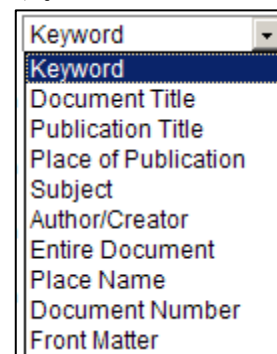 Keyword
Keyword
Document Title
Publication Title
Place of Publication
Subject
Author/Creator
Entire Document
Place Name
Document Number
Front Matter